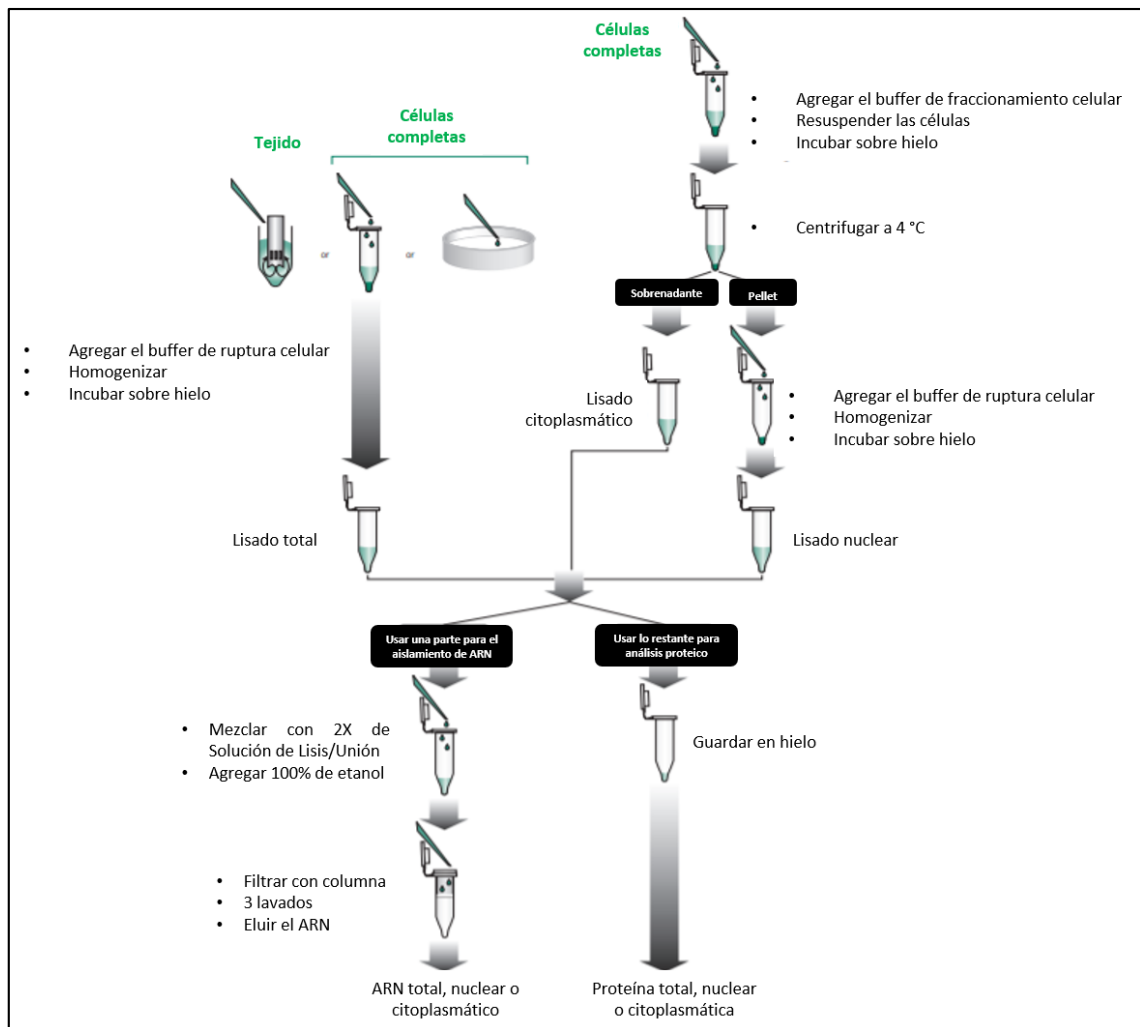 Células
completas
• Agregar el buffer de fraccionamiento celular
• Resuspender las células
• Incubar sobre hielo
Tejido
Células
completas
or
or
• Centrifugar a 4 °C
Sobrenadante
Pellet
• Agregar el buffer de ruptura celular
• Homogenizar
• Incubar sobre hielo
Lisado
citoplasmático
• Agregar el buffer de ruptura celular
• Homogenizar
• Incubar sobre hielo
Lisado total
Lisado nuclear
Usar una parte para el
aislamiento de ARN
Usar lo restante para
análisis proteico
• Mezclar con 2X de
Solución de Lisis/Unión
• Agregar 100% de etanol
Guardar en hielo
• Filtrar con columna
• 3 lavados
• Eluir el ARN
ARN total, nuclear o
citoplasmático
Proteína total, nuclear
o citoplasmática